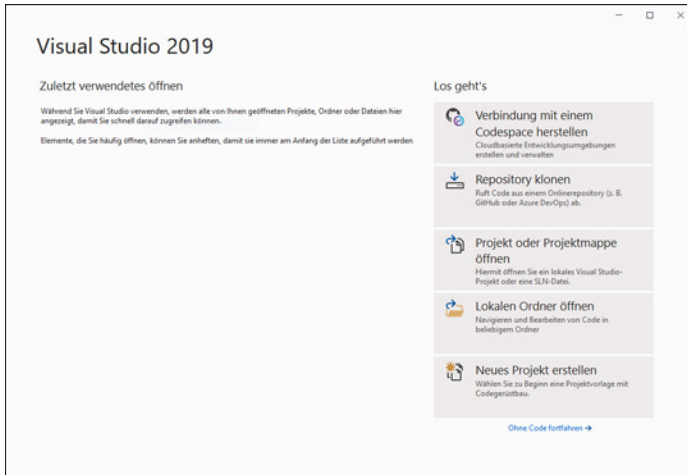 Visual Studio 2019
Zuletzt verwendetes öffnen
Während Sie Visual Studio verwenden, werden alle von Ihnen geöffneten Projekte, Ordner oder Dateien hier
angezeigt, damit Sie schnell darauf zugreifen können.
Elemente, die Sie häufig öffnen, können Sie anheften, damit sie immer am Anfang der Liste aufgeführt werden
Los geht's
Verbindung mit einem
Codespace herstellen
Cloudbasierte Entwicklungsumgebungen
erstellen und verwalten
Repository klonen
Ruft Code aus einem Onlinerepository (z. B.
GitHub oder Azure DevOps) ab.
Projekt oder Projektmappe
öffnen
Hiermit öffnen Sie ein lokales Visual Studio-
Projekt oder eine SLN-Datei.
Lokalen Ordner öffnen
Navigieren und Bearbeiten von Code in
beliebigem Ordner
Neues Projekt erstellen
Wählen Sie zu Beginn eine Projektvorlage mit
Codegerüstbau.
Ohne Code fortfahren →